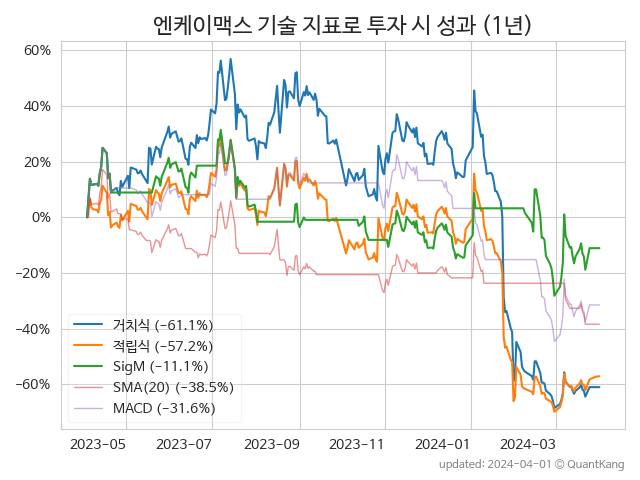 엔케이맥스 기술 지표로 투자 시 성과 (1년)
60%
40%
20%
0%
−20%
−40%
−60%
거치식 (−61.1%)
적립식 (−57.2%)
SigM (−11.1%)
SMA(20) (−38.5%)
MACD (−31.6%)
2023−05
2023−07
2023−09
2023−11
2024−01
2024−03
updated: 2024−04−01 © QuantKang